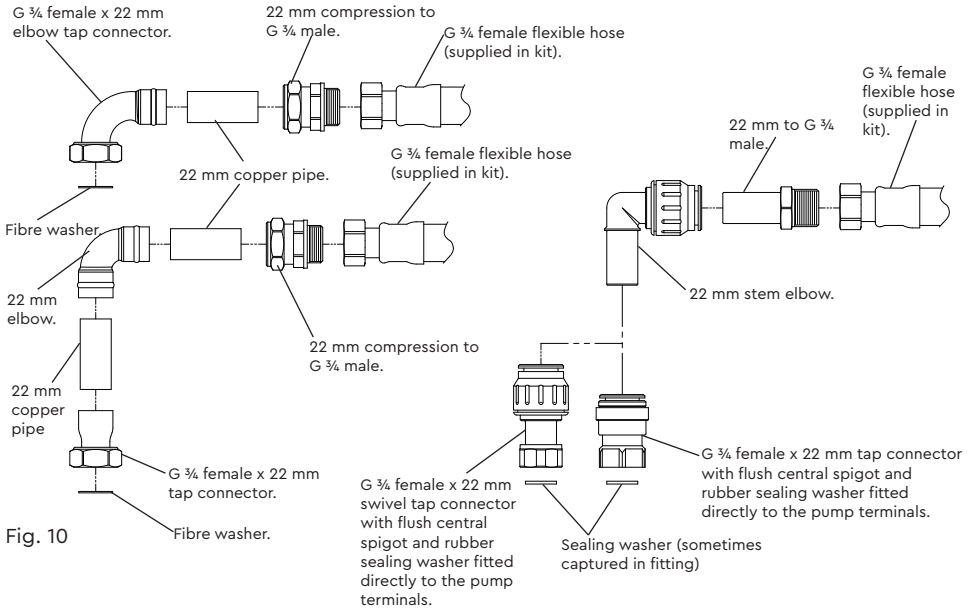 G ¾ female x 22 mm
elbow tap connector.
22 mm compression to
G ¾ male.
G ¾ female flexible hose
(supplied in kit).
G ¾ female
flexible hose
(supplied in
kit).
22 mm to G ¾
male.
22 mm copper pipe.
G ¾ female flexible hose
(supplied in kit).
Fibre washer.
22 mm
elbow.
22 mm stem elbow.
22 mm compression to
G ¾ male.
22 mm
copper
pipe
G ¾ female x 22 mm
tap connector.
Fibre washer.
G ¾ female x 22 mm
swivel tap connector
with flush central
spigot and rubber
sealing washer fitted
directly to the pump
terminals.
G ¾ female x 22 mm tap connector
with flush central spigot and
rubber sealing washer fitted
directly to the pump terminals.
Sealing washer (sometimes
captured in fitting)
Fig. 10